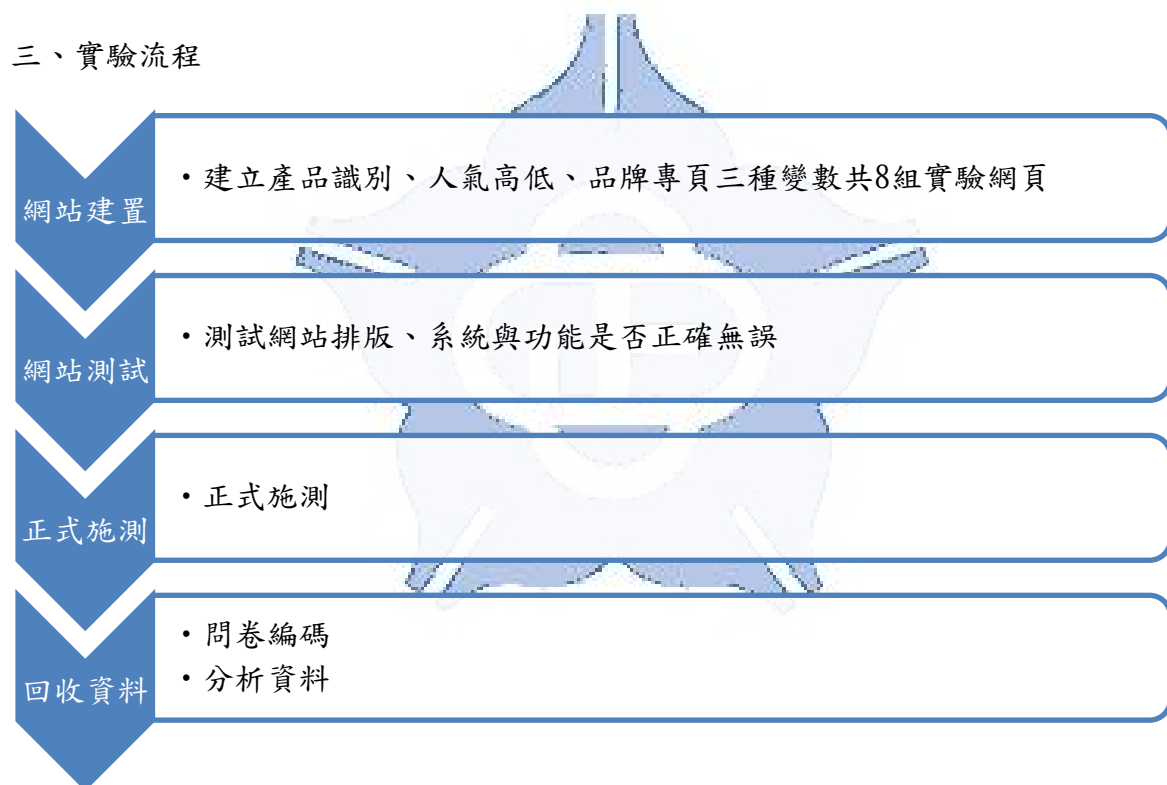 三、實驗流程
網站建置
・建立產品識別、人氣高低、品牌專頁三種變數共8組實驗網頁
網站測試
・測試網站排版、系統與功能是否正確無誤
正式施測
・正式施測
回收資料
・問卷編碼
・分析資料